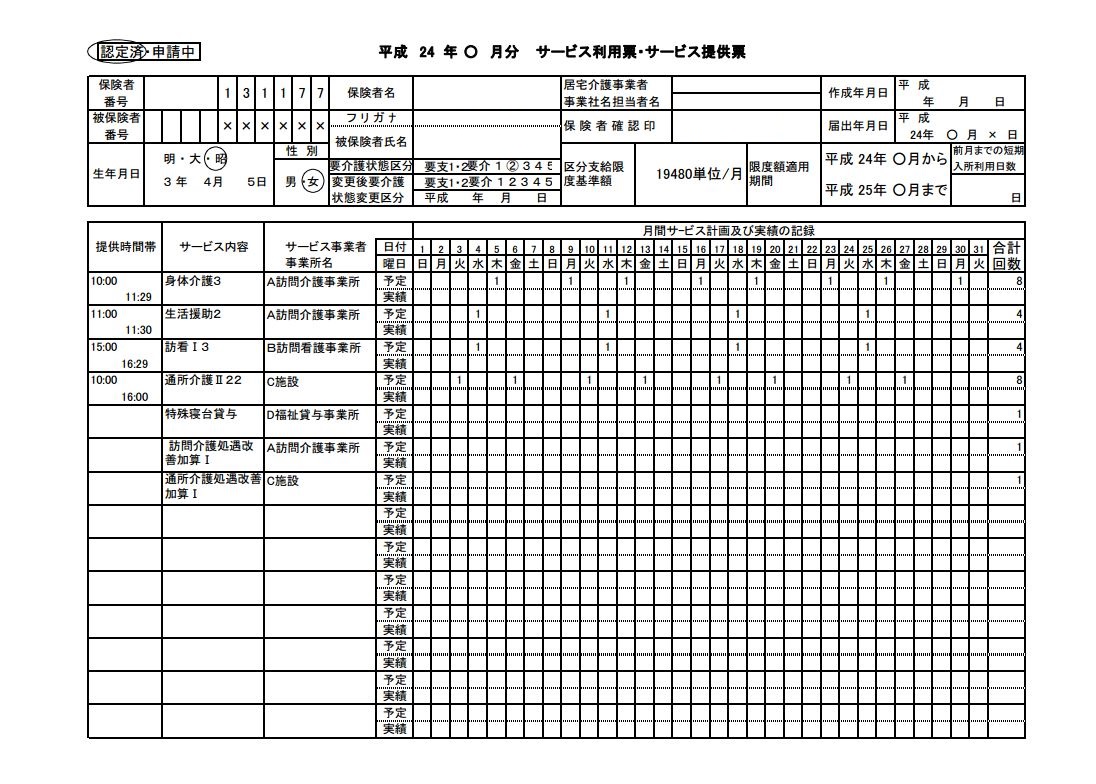 認定済・申請中
平成 24 年 〇 月分 サービス利用票・サービス提供票
保険者番号 1 3 1 1 7 7 保険者名 居宅介護事業者事業社名担当者名 作成年月日 平成 年 月 日
被保険者番号 × × × × × × フリガナ 被保険者氏名 保険者確認印 届出年月日 平成 24年 〇 月 × 日
生年月日 明・大・昭 3 年 4月 5日 性別 男・女
要介護状態区分 要支1・2要介 1 ② 3 4 5
変更後要介護状態変更区分 要支1・2要介 1 2 3 4 5
平成 年 月 日
区分支給限度基準額 19480単位/月 限度額適用期間 平成 24年 〇月から 平成 25年 〇月まで
前月までの短期入所利用日数 日
月間サービス計画及び実績の記録
提供時間帯 サービス内容 サービス事業者事業所名
日付 1 2 3 4 5 6 7 8 9 10 11 12 13 14 15 16 17 18 19 20 21 22 23 24 25 26 27 28 29 30 31 合計回数
曜日 日 月 火 水 木 金 土 日 月 火 水 木 金 土 日 月 火 水 木 金 土 日 月 火 水 木 金 土 日 月 火
10:00 身体介護3 A訪問介護事業所 予定 1 1 1 1 1 1 1 1 8
11:29 実績
11:00 生活援助2 A訪問介護事業所 予定 1 1 1 1 4
11:30 実績
15:00 訪看Ⅰ3 B訪問看護事業所 予定 1 1 1 1 4
16:29 実績
10:00 通所介護Ⅱ22 C施設 予定 1 1 1 1 1 1 1 1 8
16:00 実績
特殊寝台貸与 D福祉貸与事業所 予定 1
実績
訪問介護処遇改善加算Ⅰ A訪問介護事業所 予定 1
実績
通所介護処遇改善加算Ⅰ C施設 予定 1
実績
予定
実績
予定
実績
予定
実績
予定
実績
予定
実績
予定
実績
予定
実績